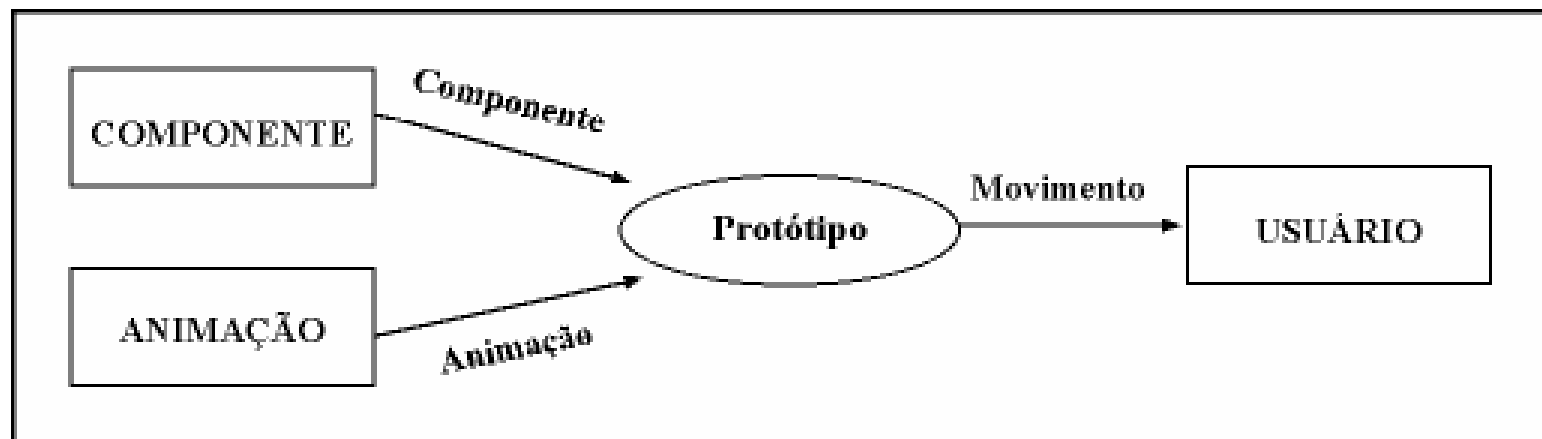 COMPONENTE
Componente
Protótipo
Movimento
USUÁRIO
ANIMAÇÃO
Animação